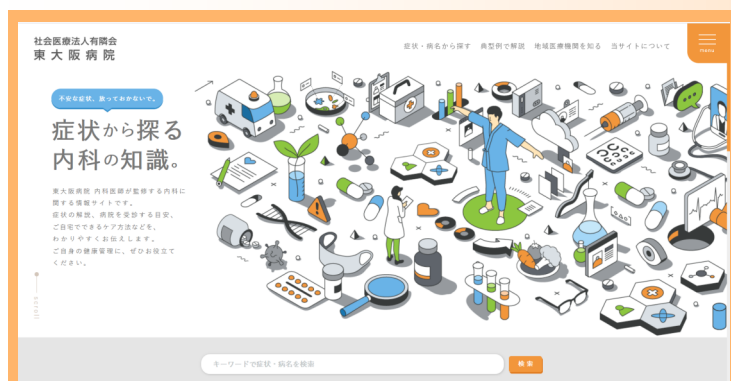 社会医療法人有隣会
東大阪病院
症状・病名から探す 典型例で解説 地域医療機関を知る 当サイトについて
menu
不安な症状、放っておかないで。
症状から探る
内科の知識。
東大阪病院 内科医師が監修する内科に
関する情報サイトです。
症状の解説、病院を受診する目安、
ご自宅でできるケア方法などを、
わかりやすくお伝えします。
ご自身の健康管理に、ぜひお役立て
ください。
scroll
キーワードで症状・病名を検索
検索